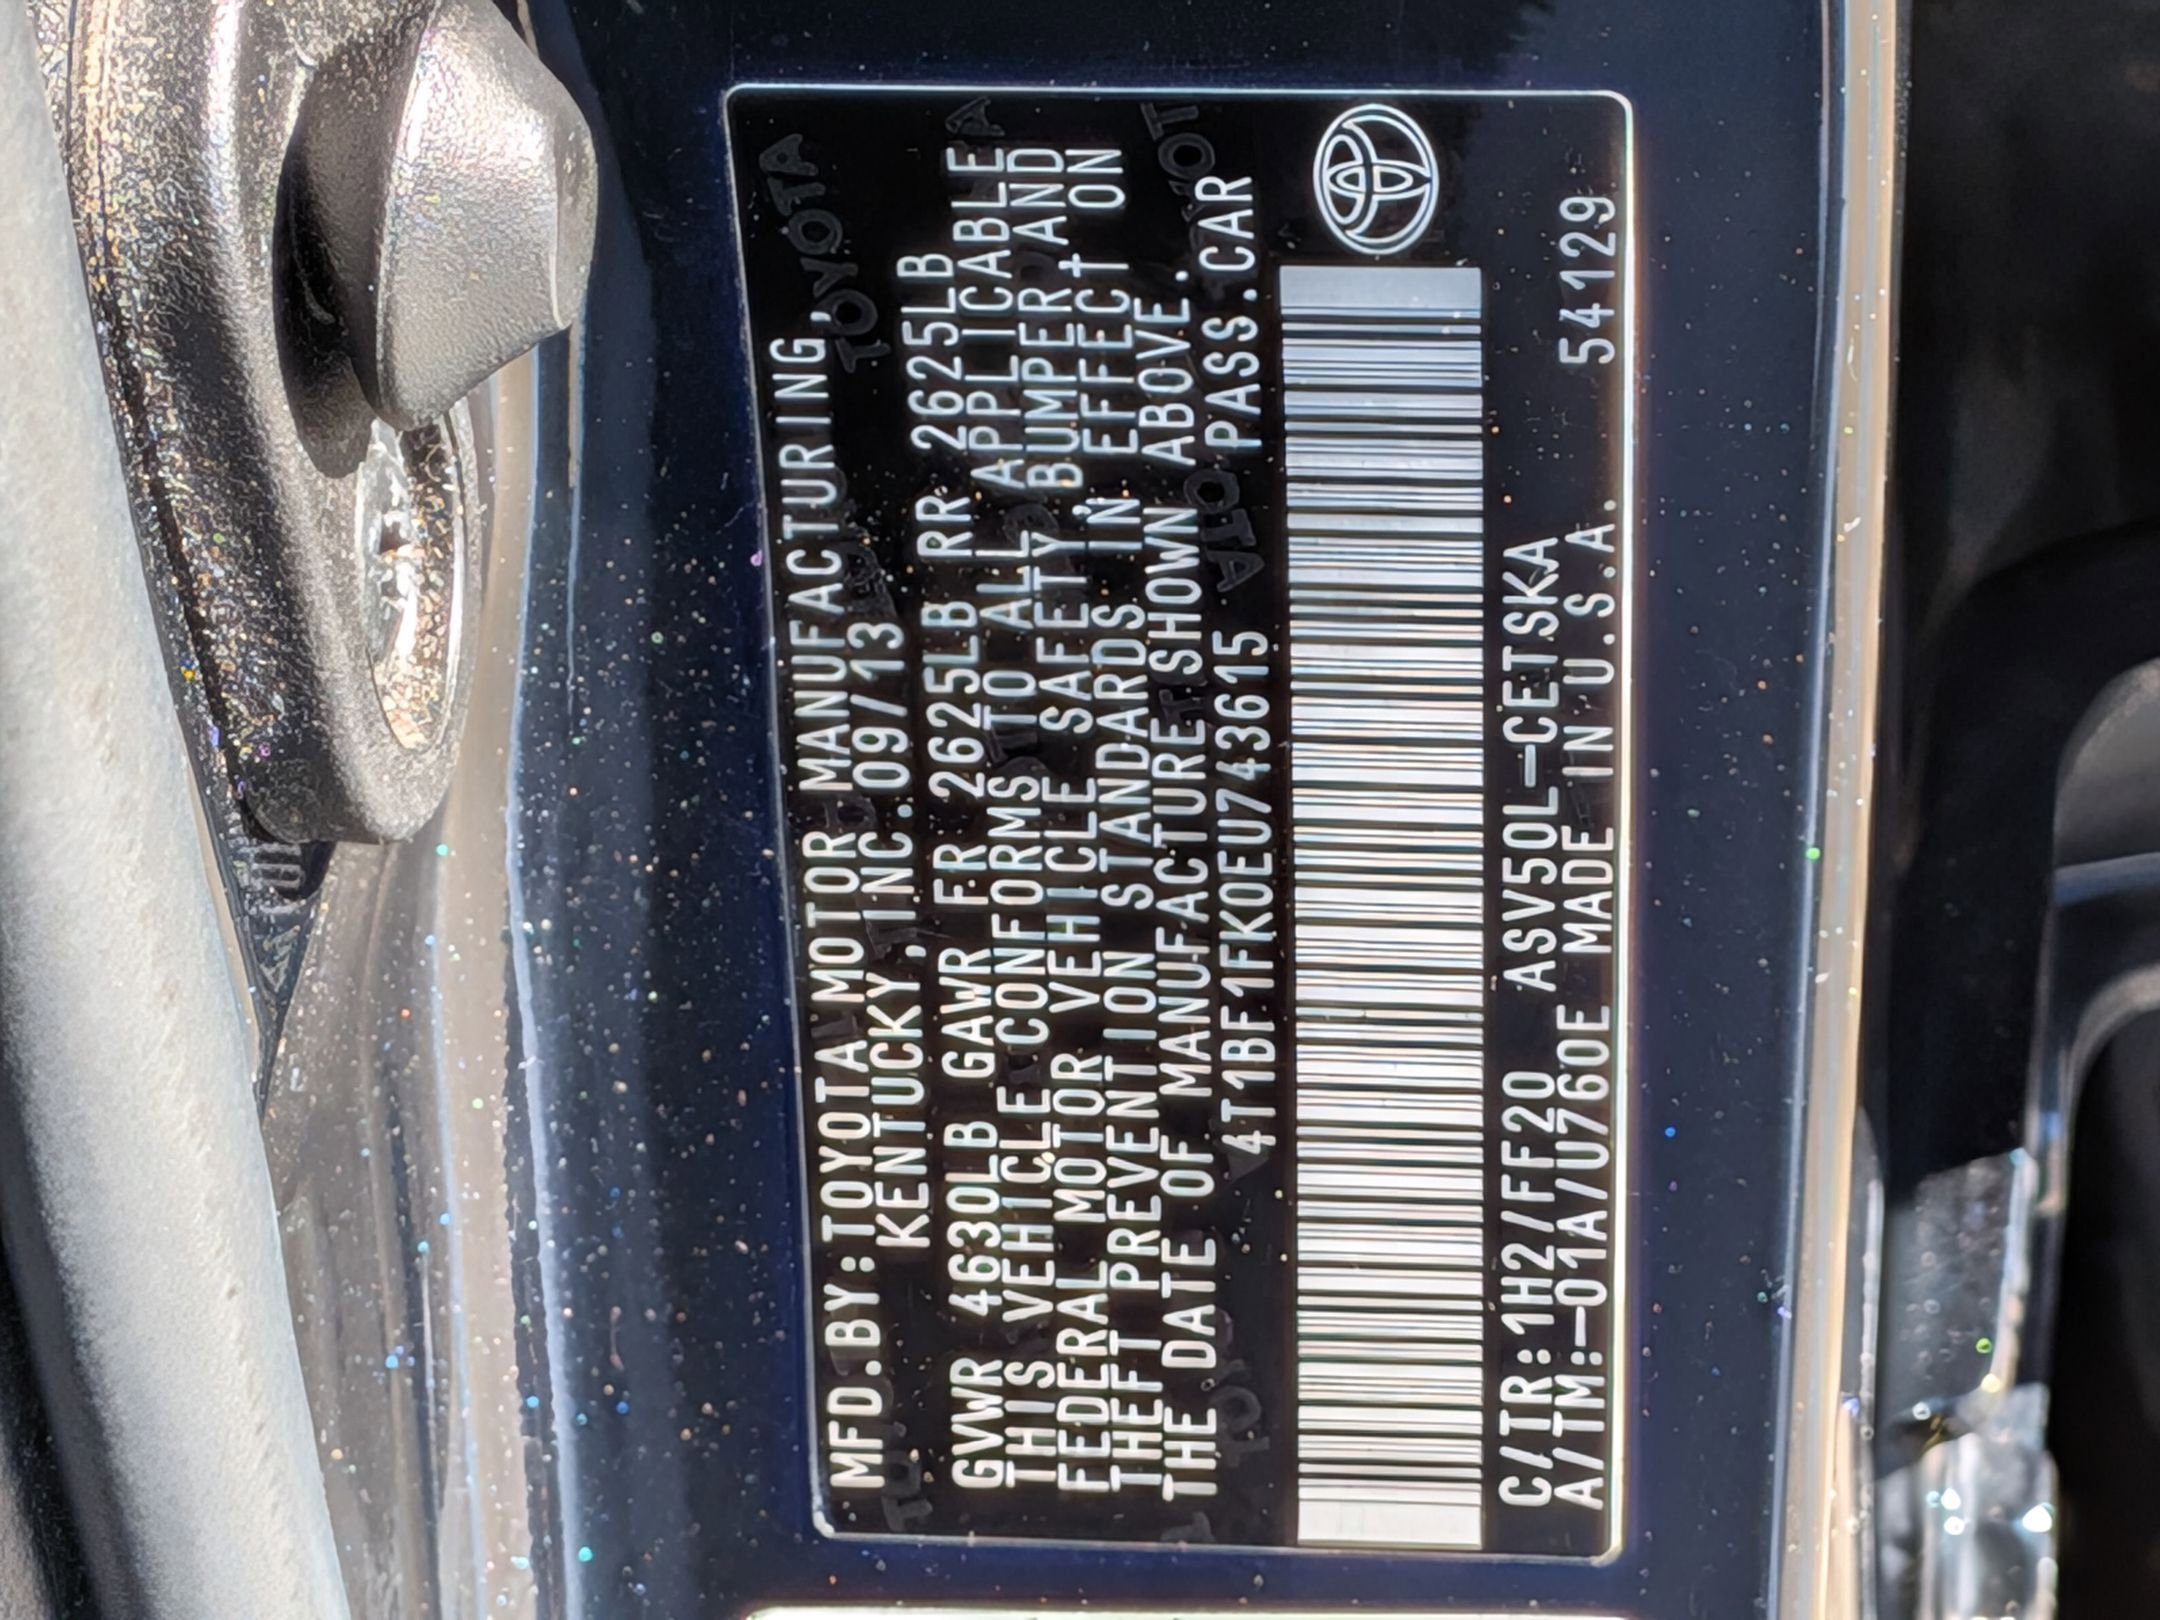 MFD.BY:TOYOTA MOTOR MANUFACTURING,
KENTUCKY, INC. 09/13
GVWR 4630LB GAWR FR 2625LB RR 2625LB
THIS VEHICLE CONFORMS TO ALL APPLICABLE
FEDERAL MOTOR VEHICLE SAFETY BUMPER, AND
THEFT PREVENTION STANDARDS IN EFFECT ON
THE DATE OF MANUFACTURE SHOWN ABOVE.
4T1BF1FK0EU743615 PASS.CAR
C/TR:1H2/FF20 ASV50L-CETSKA
A/TM:-01A/U760E MADE IN U.S.A. 54129